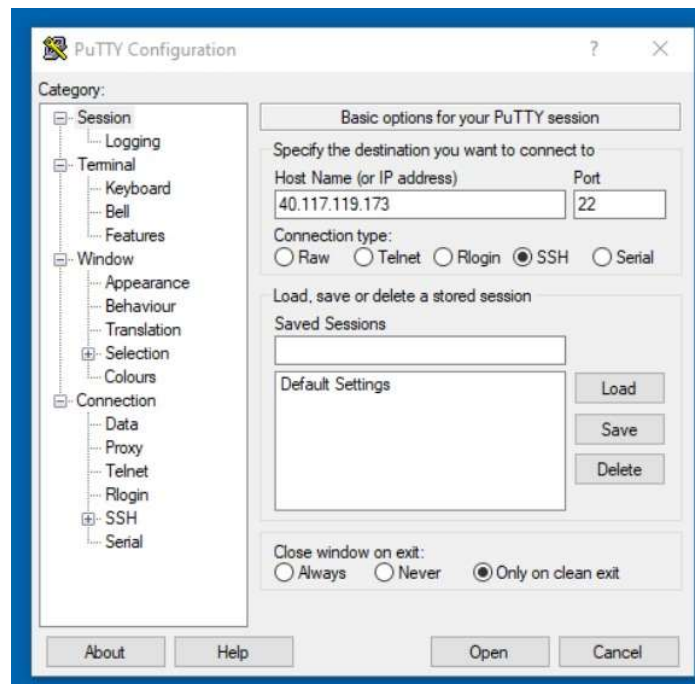 PuTTY Configuration
?
Category:
Session
Logging
Terminal
Keyboard
Bell
Features
Window
Appearance
Behaviour
Translation
Selection
Colours
Connection
Data
Proxy
Telnet
Rlogin
SSH
Serial
Basic options for your PuTTY session
Specify the destination you want to connect to
Host Name (or IP address) Port
40.117.119.173 22
Connection type:
Raw Telnet Rlogin SSH Serial
Load, save or delete a stored session
Saved Sessions
Default Settings
Load
Save
Delete
Close window on exit:
Always Never Only on clean exit
About Help Open Cancel